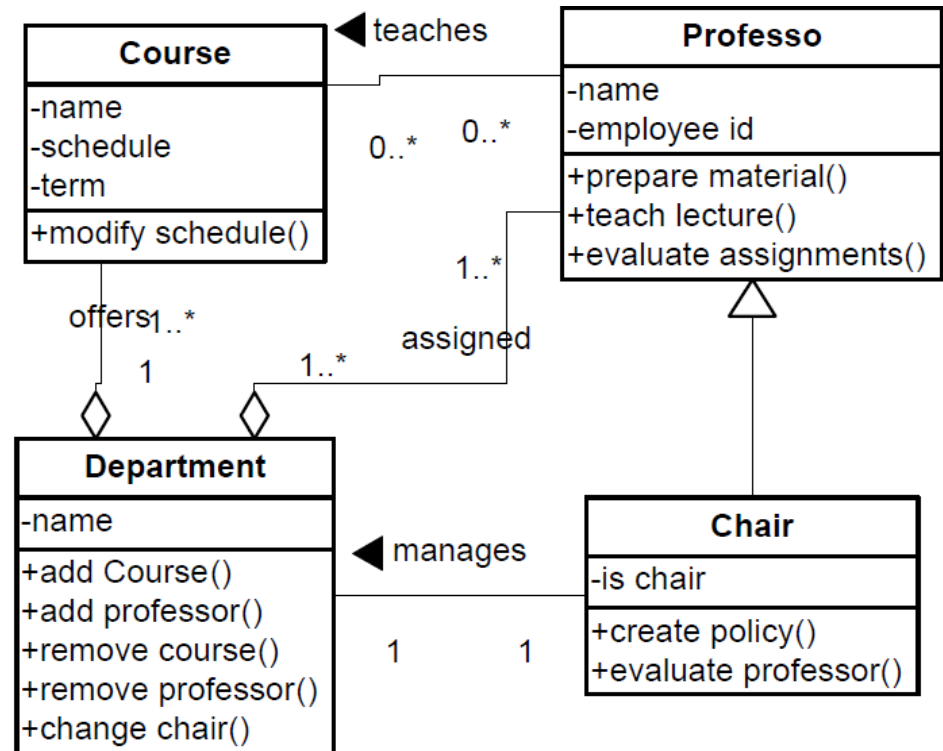 teaches
Course
-name
-schedule
-term
+modify schedule()
Professo
-name
-employee id
+prepare material()
+teach lecture()
+evaluate assignments()
0..*
0..*
1..*
assigned
1..*
offers
1..*
1
Department
-name
+add Course()
+add professor()
+remove course()
+remove professor()
+change chair()
manages
1
1
Chair
-is chair
+create policy()
+evaluate professor()